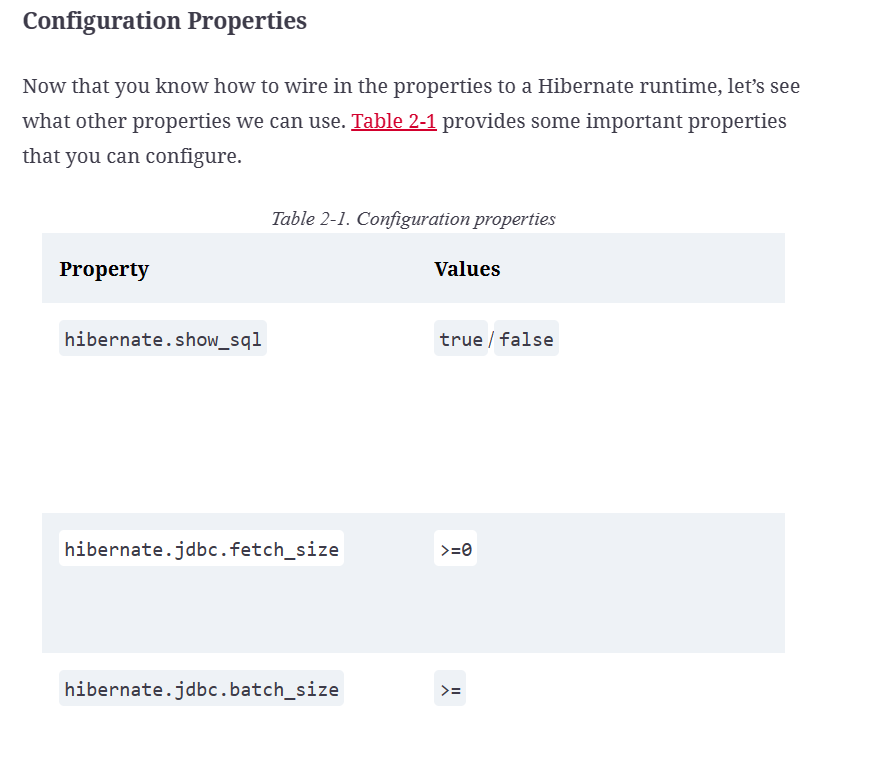 Configuration Properties
Now that you know how to wire in the properties to a Hibernate runtime, let’s see
what other properties we can use. Table 2-1 provides some important properties
that you can configure.
Table 2-1. Configuration properties
Property Values
hibernate.show_sql true/false
hibernate.jdbc.fetch_size >=0
hibernate.jdbc.batch_size >=